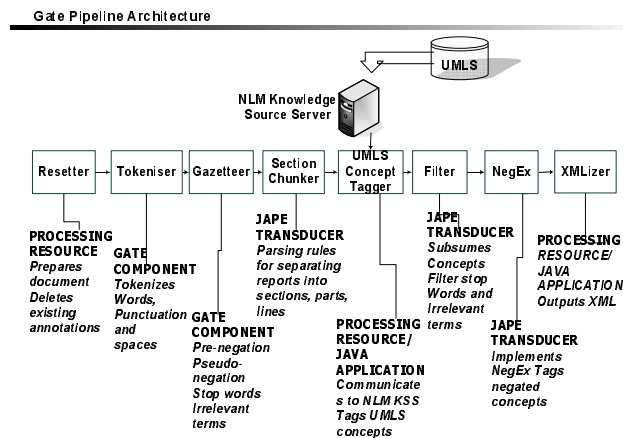 Gate Pipeline Architecture
UMLS
NLM Knowledge
Source Server
Resetter
Tokeniser
Gazetteer
Section
Chunker
UMLS
Concept
Tagger
Filter
NegEx
XMLizer
PROCESSING
RESOURCE
Prepares
document
Deletes
existing
annotations
GATE
COMPONENT
Tokenizes
Words,
Punctuation
and
spaces
GATE
COMPONENT
Pre-negation
Pseudo-
negation
Stop words
Irrelevant
terms
JAPE
TRANSDUCER
Parsing rules
for separating
reports into
sections, parts,
lines
PROCESSING
RESOURCE/
JAVA
APPLICATION
Communicate
s to NLM KSS
Tags UMLS
concepts
JAPE
TRANSDUCER
Subsumes
Concepts
Filter stop
Words and
Irrelevant
terms
JAPE
TRANSDUCER
Implements
NegEx Tags
negated
concepts
PROCESSING
RESOURCE/
JAVA
APPLICATION
Outputs XML